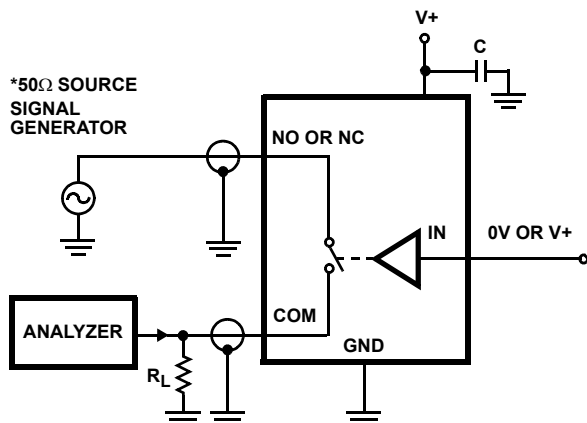 V+
C
*50Ω SOURCE
SIGNAL
GENERATOR
NO OR NC
IN
0V OR V+
COM
ANALYZER
GND
RL